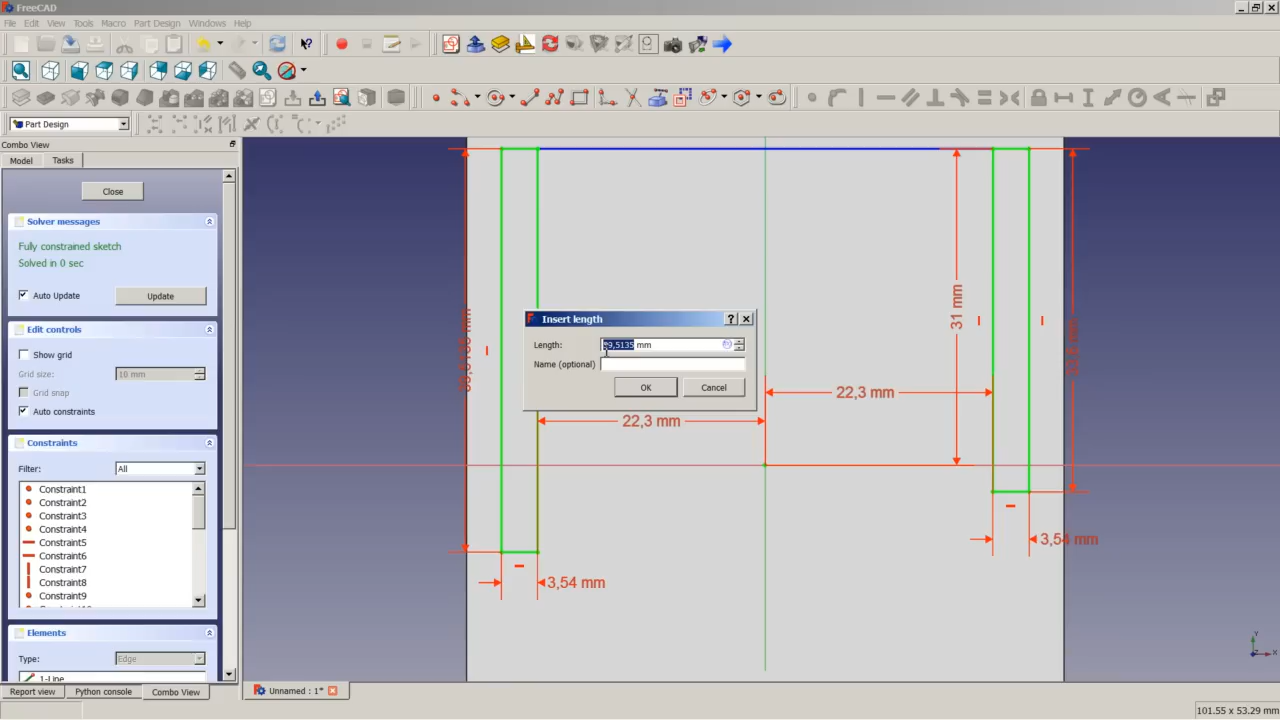 FreeCAD
File Edit View Tools Macro Part Design Windows Help
Part Design
Combo View
Model Tasks
Close
Solver messages
Fully constrained sketch
Solved in 0 sec
Auto Update Update
Edit controls
Show grid
Grid size: 10 mm
Grid snap
Auto constraints
Constraints
Filter: All
Constraint1
Constraint2
Constraint3
Constraint4
Constraint5
Constraint6
Constraint7
Constraint8
Constraint9
Elements
Type: Edge
1-Line
Report view Python console Combo View
Insert length
Length: 39,5135 mm
Name (optional)
OK Cancel
31 mm
22,3 mm
22,3 mm
3,54 mm
3,54 mm
Unnamed : 1*
Y
X
101.55 x 53.29 mm